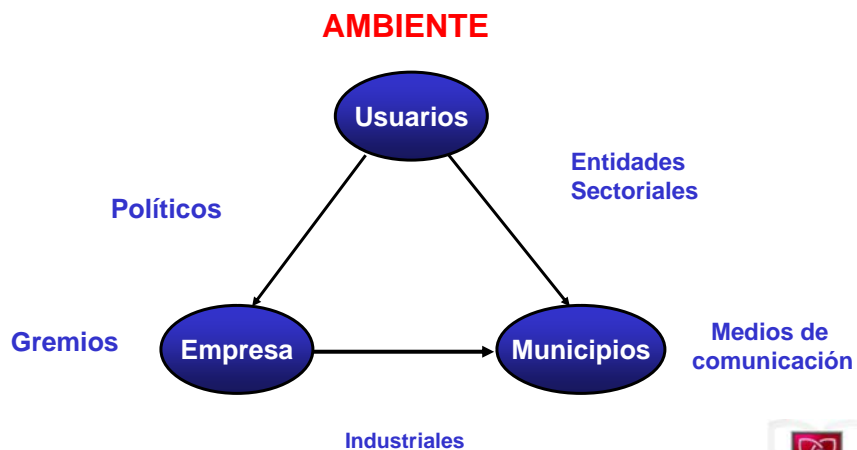 AMBIENTE
Usuarios
Entidades
Sectoriales
Políticos
Gremios
Empresa
Municipios
Medios de
comunicación
Industriales